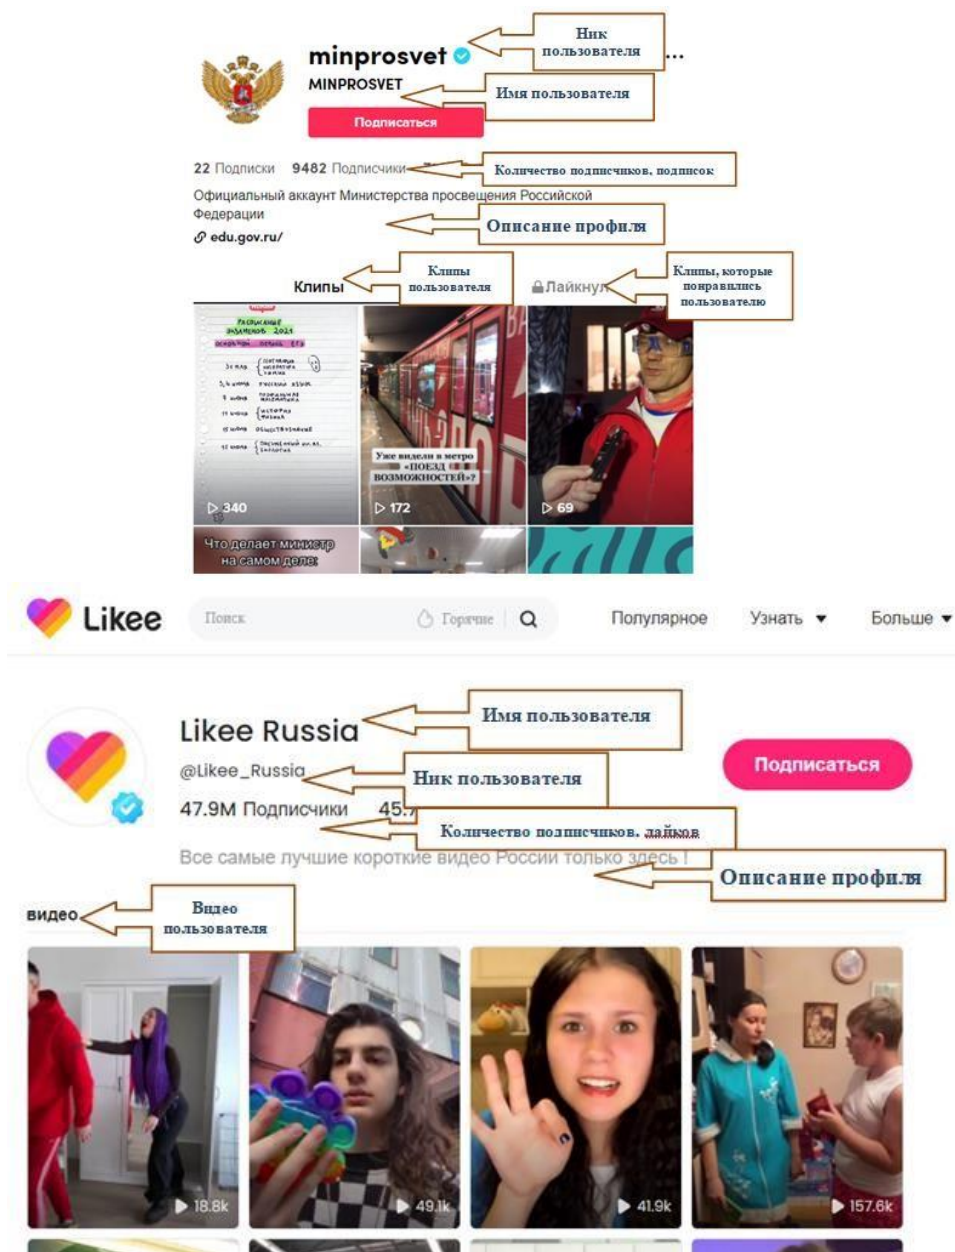 minprosvet
Ник
пользователя
...
MINPROSVET
Имя пользователя
Подписаться
22 Подписки 9482 Подписчики
Количество подписчиков, подписок
Официальный аккаунт Министерства просвещения Российской
Федерации
Описание профиля
edu.gov.ru/
Клипы
Клипы
пользователя
Лайкнул
Клипы, которые
понравились
пользователю
РАСПИСАНИЕ
ЭКЗАМЕНОВ 2021
РУССКИЙ ЯЗЫК
ОБЩЕСТВОЗНАНИЕ
340
Уже видели в метро
«ПОЕЗД
ВОЗМОЖНОСТЕЙ»?
172
69
Что делает министр
на самом деле:
Likee
Поиск
Горячие
Популярное
Узнать
Больше
Likee Russia
Имя пользователя
@Likee_Russia
Ник пользователя
Подписаться
47.9M Подписчики 45.
Количество подписчиков, лайков
Все самые лучшие короткие видео России только здесь !
Описание профиля
видео
Видео
пользователя
18.8k
49.1k
41.9k
157.6k